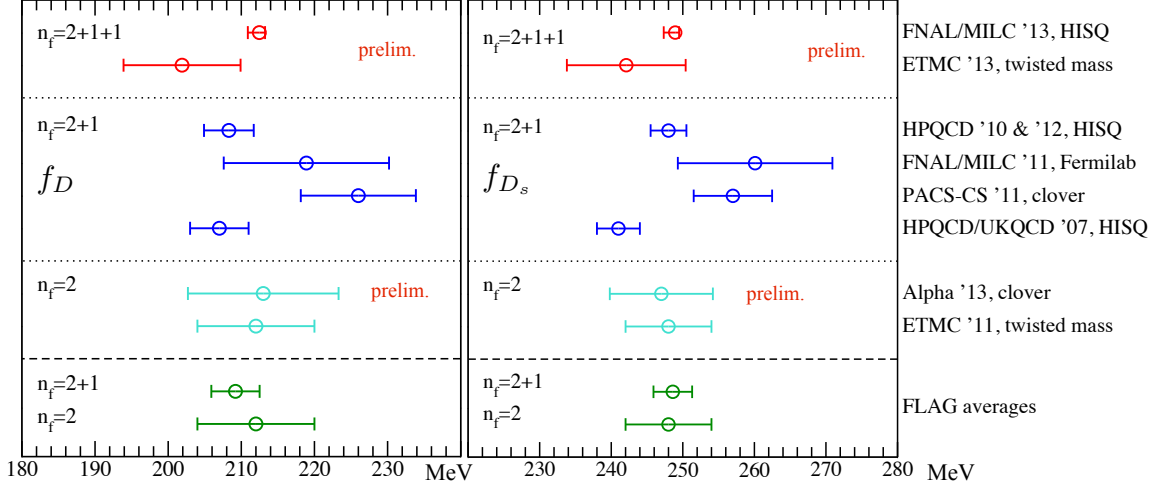 n_f=2+1+1
prelim.
n_f=2+1
f_D
n_f=2
prelim.
n_f=2+1
n_f=2
180 190 200 210 220 230 MeV
n_f=2+1+1
prelim.
n_f=2+1
f_{D_s}
n_f=2
prelim.
n_f=2+1
n_f=2
230 240 250 260 270 280 MeV
FNAL/MILC '13, HISQ
ETMC '13, twisted mass
HPQCD '10 & '12, HISQ
FNAL/MILC '11, Fermilab
PACS-CS '11, clover
HPQCD/UKQCD '07, HISQ
Alpha '13, clover
ETMC '11, twisted mass
FLAG averages